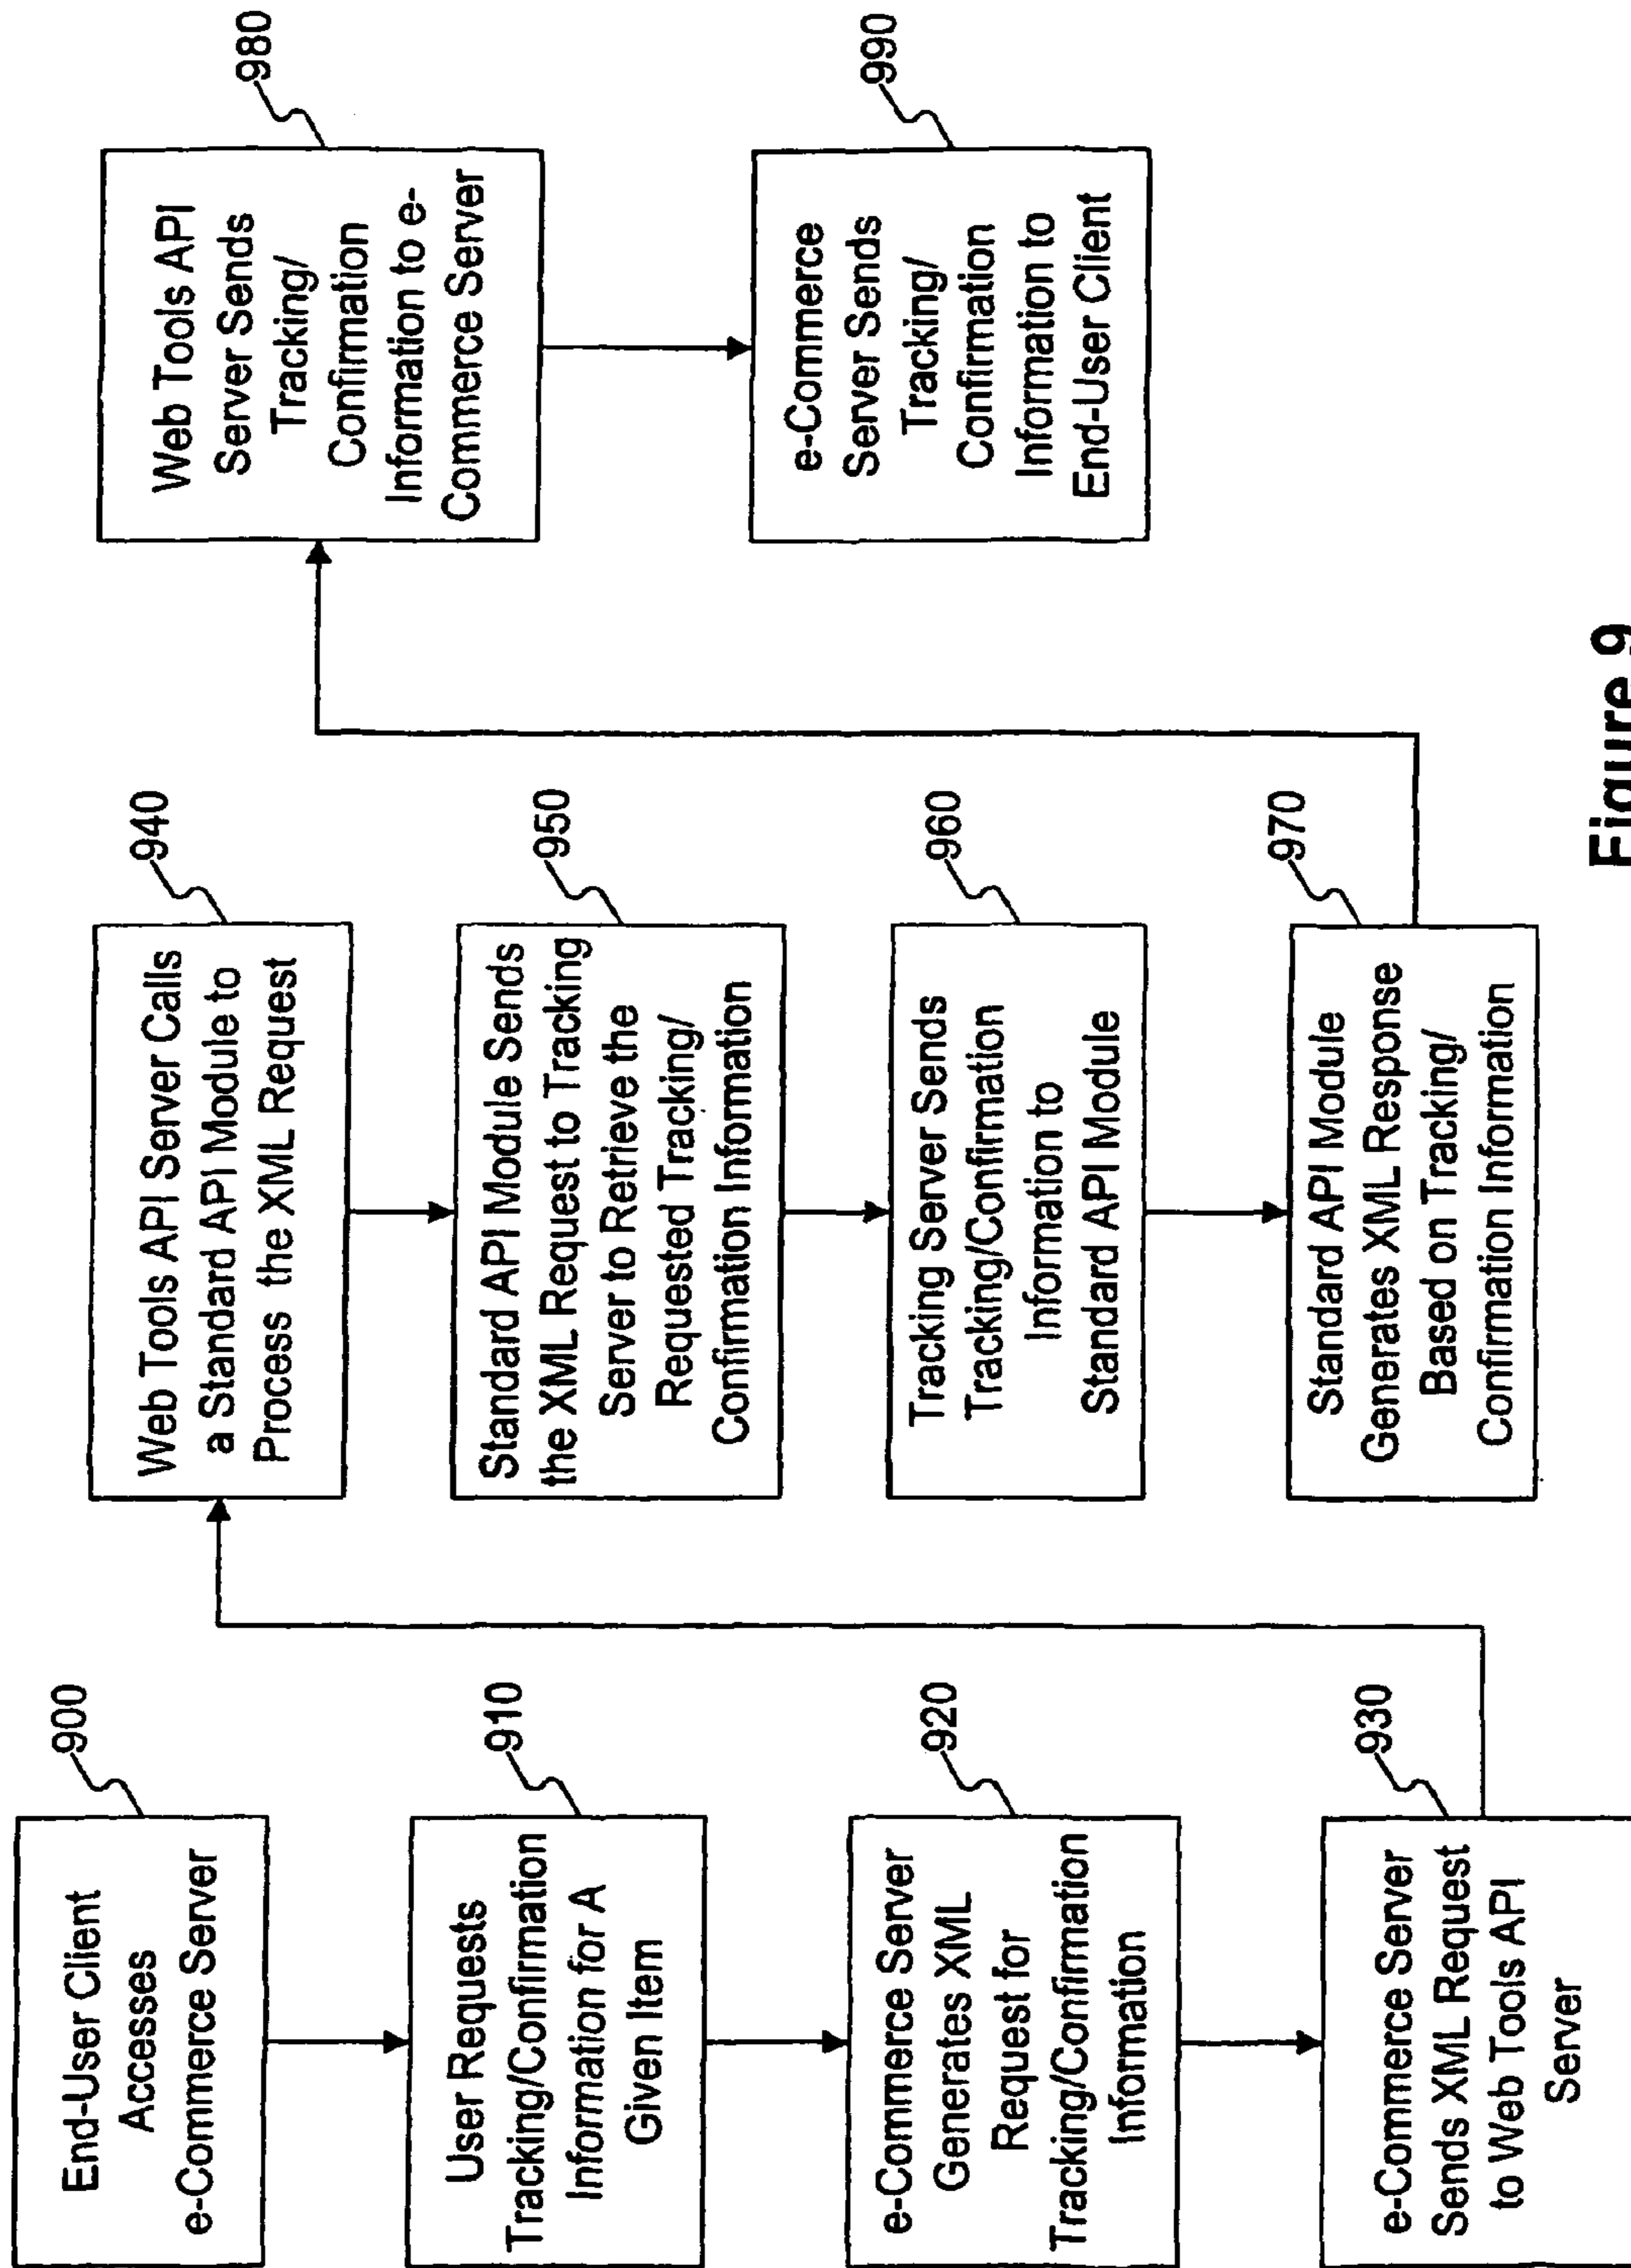 900
End-User Client
Accesses
e-Commerce Server
910
User Requests
Tracking/Confirmation
Information for A
Given Item
920
e-Commerce Server
Generates XML
Request for
Tracking/Confirmation
Information
930
e-Commerce Server
Sends XML Request
to Web Tools API
Server
940
Web Tools API Server Calls
a Standard API Module to
Process the XML Request
950
Standard API Module Sends
the XML Request to Tracking
Server to Retrieve the
Requested Tracking/
Confirmation Information
960
Tracking Server Sends
Tracking/Confirmation
Information to
Standard API Module
970
Standard API Module
Generates XML Response
Based on Tracking/
Confirmation Information
980
Web Tools API
Server Sends
Tracking/
Confirmation
Information to e-
Commerce Server
990
e-Commerce
Server Sends
Tracking/
Confirmation
Information to
End-User Client
Figure 9